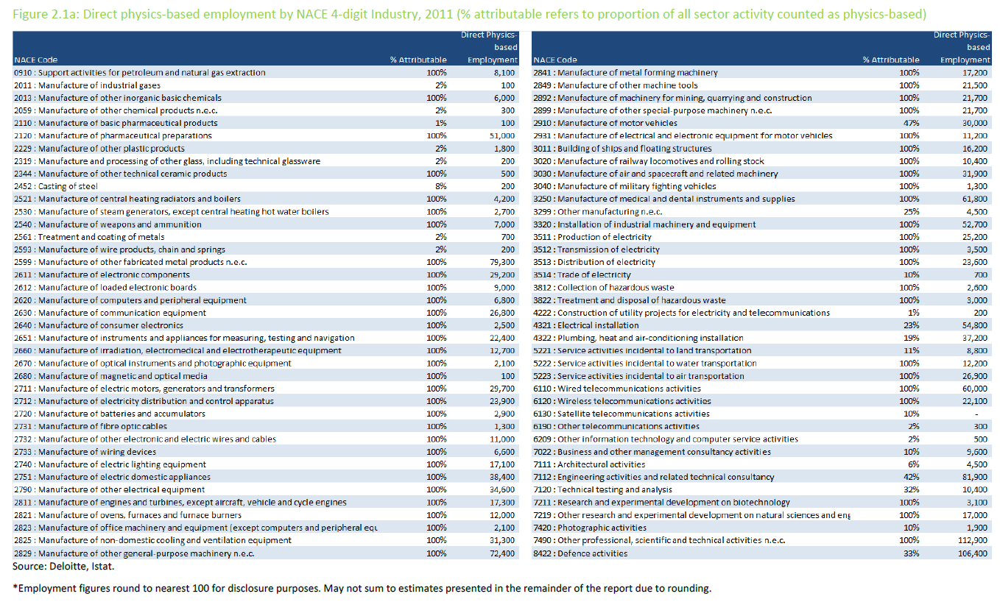 Figure 2.1a: Direct physics-based employment by NACE 4-digit Industry, 2011 (% attributable refers to proportion of all sector activity counted as physics-based)
NACE Code % Attributable Direct Physics-based Employment
0910 : Support activities for petroleum and natural gas extraction 100% 8,100
2011 : Manufacture of industrial gases 2% 100
2013 : Manufacture of other inorganic basic chemicals 100% 6,000
2059 : Manufacture of other chemical products n.e.c. 2% 300
2110 : Manufacture of basic pharmaceutical products 1% 100
2120 : Manufacture of pharmaceutical preparations 100% 51,000
2229 : Manufacture of other plastic products 2% 1,800
2319 : Manufacture and processing of other glass, including technical glassware 2% 200
2344 : Manufacture of other technical ceramic products 100% 500
2452 : Casting of steel 8% 200
2521 : Manufacture of central heating radiators and boilers 100% 4,200
2530 : Manufacture of steam generators, except central heating hot water boilers 100% 2,700
2540 : Manufacture of weapons and ammunition 100% 7,000
2561 : Treatment and coating of metals 2% 700
2593 : Manufacture of wire products, chain and springs 2% 200
2599 : Manufacture of other fabricated metal products n.e.c. 100% 79,300
2611 : Manufacture of electronic components 100% 29,200
2612 : Manufacture of loaded electronic boards 100% 9,000
2620 : Manufacture of computers and peripheral equipment 100% 6,800
2630 : Manufacture of communication equipment 100% 26,800
2640 : Manufacture of consumer electronics 100% 2,500
2651 : Manufacture of instruments and appliances for measuring, testing and navigation 100% 22,400
2660 : Manufacture of irradiation, electromedical and electrotherapeutic equipment 100% 12,700
2670 : Manufacture of optical instruments and photographic equipment 100% 2,100
2680 : Manufacture of magnetic and optical media 100% 100
2711 : Manufacture of electric motors, generators and transformers 100% 29,700
2712 : Manufacture of electricity distribution and control apparatus 100% 23,900
2720 : Manufacture of batteries and accumulators 100% 2,900
2731 : Manufacture of fibre optic cables 100% 1,300
2732 : Manufacture of other electronic and electric wires and cables 100% 11,000
2733 : Manufacture of wiring devices 100% 6,600
2740 : Manufacture of electric lighting equipment 100% 17,100
2751 : Manufacture of electric domestic appliances 100% 38,400
2790 : Manufacture of other electrical equipment 100% 34,600
2811 : Manufacture of engines and turbines, except aircraft, vehicle and cycle engines 100% 17,300
2821 : Manufacture of ovens, furnaces and furnace burners 100% 12,000
2823 : Manufacture of office machinery and equipment (except computers and peripheral equ 100% 2,100
2825 : Manufacture of non-domestic cooling and ventilation equipment 100% 31,300
2829 : Manufacture of other general-purpose machinery n.e.c. 100% 72,400
NACE Code % Attributable Direct Physics-based Employment
2841 : Manufacture of metal forming machinery 100% 17,200
2849 : Manufacture of other machine tools 100% 21,500
2892 : Manufacture of machinery for mining, quarrying and construction 100% 21,700
2899 : Manufacture of other special-purpose machinery n.e.c. 100% 21,700
2910 : Manufacture of motor vehicles 47% 30,000
2931 : Manufacture of electrical and electronic equipment for motor vehicles 100% 11,200
3011 : Building of ships and floating structures 100% 16,200
3020 : Manufacture of railway locomotives and rolling stock 100% 10,400
3030 : Manufacture of air and spacecraft and related machinery 100% 31,900
3040 : Manufacture of military fighting vehicles 100% 1,300
3250 : Manufacture of medical and dental instruments and supplies 100% 61,800
3299 : Other manufacturing n.e.c. 25% 4,500
3320 : Installation of industrial machinery and equipment 100% 52,700
3511 : Production of electricity 100% 25,200
3512 : Transmission of electricity 100% 3,500
3513 : Distribution of electricity 100% 23,600
3514 : Trade of electricity 10% 700
3812 : Collection of hazardous waste 100% 2,600
3822 : Treatment and disposal of hazardous waste 100% 3,000
4222 : Construction of utility projects for electricity and telecommunications 1% 200
4321 : Electrical installation 23% 54,800
4322 : Plumbing, heat and air-conditioning installation 19% 37,200
5221 : Service activities incidental to land transportation 11% 8,800
5222 : Service activities incidental to water transportation 100% 12,200
5223 : Service activities incidental to air transportation 100% 26,900
6110 : Wired telecommunications activities 100% 60,000
6120 : Wireless telecommunications activities 100% 22,100
6130 : Satellite telecommunications activities 10% -
6190 : Other telecommunications activities 2% 300
6209 : Other information technology and computer service activities 2% 500
7022 : Business and other management consultancy activities 10% 9,600
7111 : Architectural activities 6% 4,500
7112 : Engineering activities and related technical consultancy 42% 81,900
7120 : Technical testing and analysis 32% 10,400
7211 : Research and experimental development on biotechnology 100% 3,100
7219 : Other research and experimental development on natural sciences and eng 100% 17,000
7420 : Photographic activities 10% 1,900
7490 : Other professional, scientific and technical activities n.e.c. 100% 112,900
8422 : Defence activities 33% 106,400
Source: Deloitte, Istat.
*Employment figures round to nearest 100 for disclosure purposes. May not sum to estimates presented in the remainder of the report due to rounding.